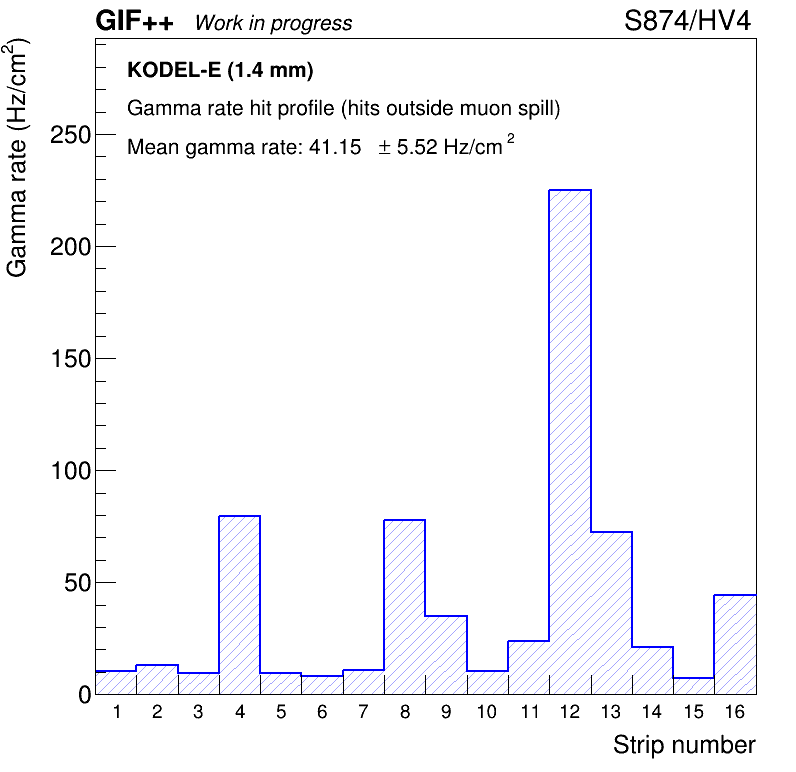 GIF++ Work in progress S874/HV4
Gamma rate (Hz/cm²)
KODEL-E (1.4 mm)
Gamma rate hit profile (hits outside muon spill)
Mean gamma rate: 41.15 ± 5.52 Hz/cm²
250
200
150
100
50
0
1 2 3 4 5 6 7 8 9 10 11 12 13 14 15 16
Strip number